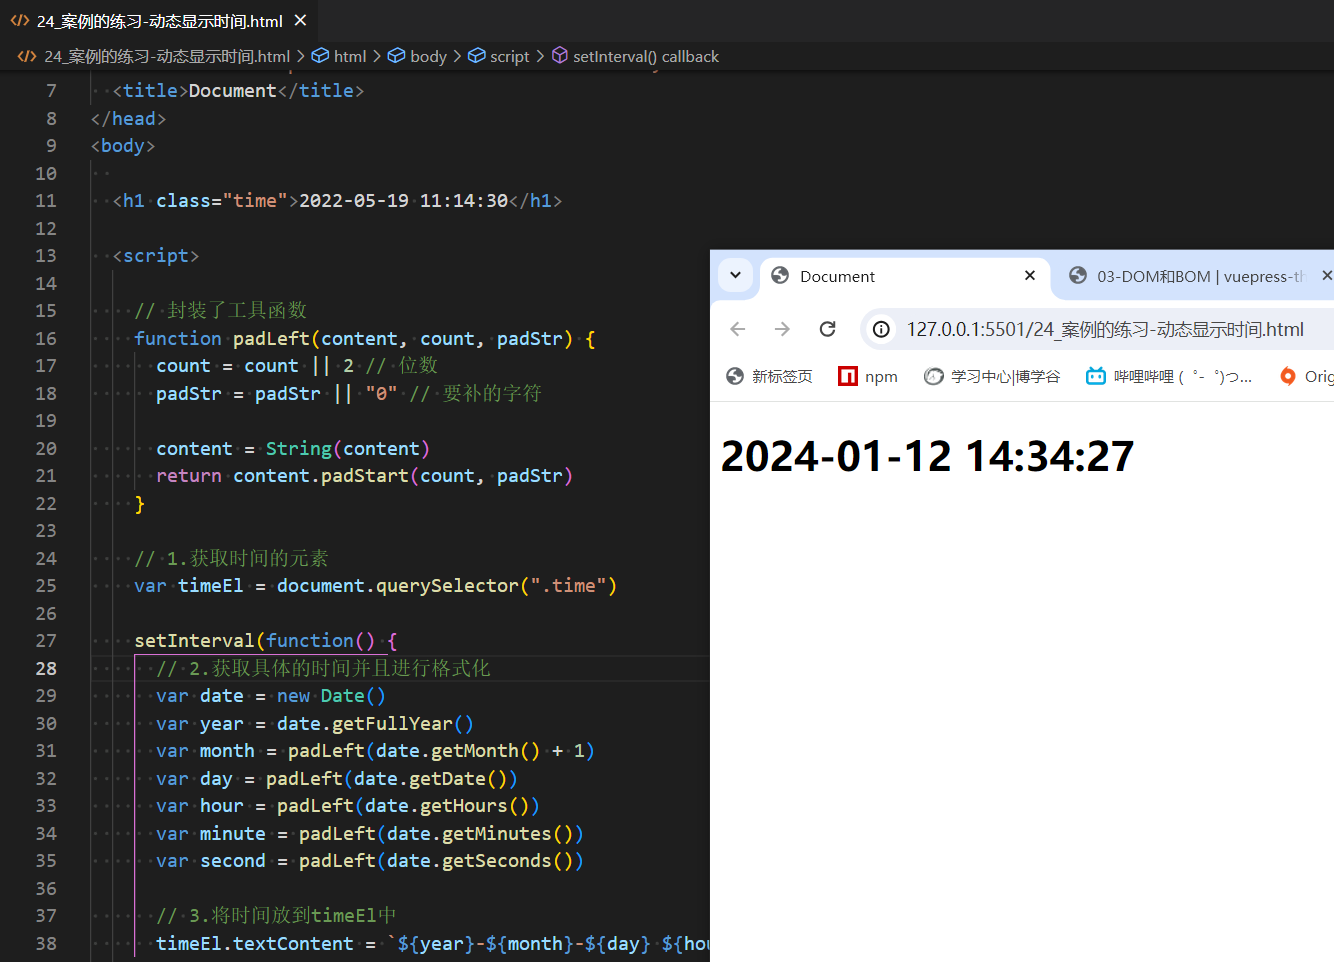 24_案例的练习-动态显示时间.html
24_案例的练习-动态显示时间.html > html > body > script > setInterval() callback
7 <title>Document</title>
8 </head>
9 <body>
10
11 <h1 class="time">2022-05-19 11:14:30</h1>
12
13 <script>
14
15 // 封装了工具函数
16 function padLeft(content, count, padStr) {
17 count = count || 2 // 位数
18 padStr = padStr || "0" // 要补的字符
19
20 content = String(content)
21 return content.padStart(count, padStr)
22 }
23
24 // 1.获取时间的元素
25 var timeEl = document.querySelector(".time")
26
27 setInterval(function() {
28 // 2.获取具体的时间并且进行格式化
29 var date = new Date()
30 var year = date.getFullYear()
31 var month = padLeft(date.getMonth() + 1)
32 var day = padLeft(date.getDate())
33 var hour = padLeft(date.getHours())
34 var minute = padLeft(date.getMinutes())
35 var second = padLeft(date.getSeconds())
36
37 // 3.将时间放到timeEl中
38 timeEl.textContent = `${year}-${month}-${day} ${hou
Document
03-DOM和BOM | vuepress-th
127.0.0.1:5501/24_案例的练习-动态显示时间.html
新标签页 npm 学习中心|博学谷 哔哩哔哩 ( ゜- ゜)つ... Orig
2024-01-12 14:34:27